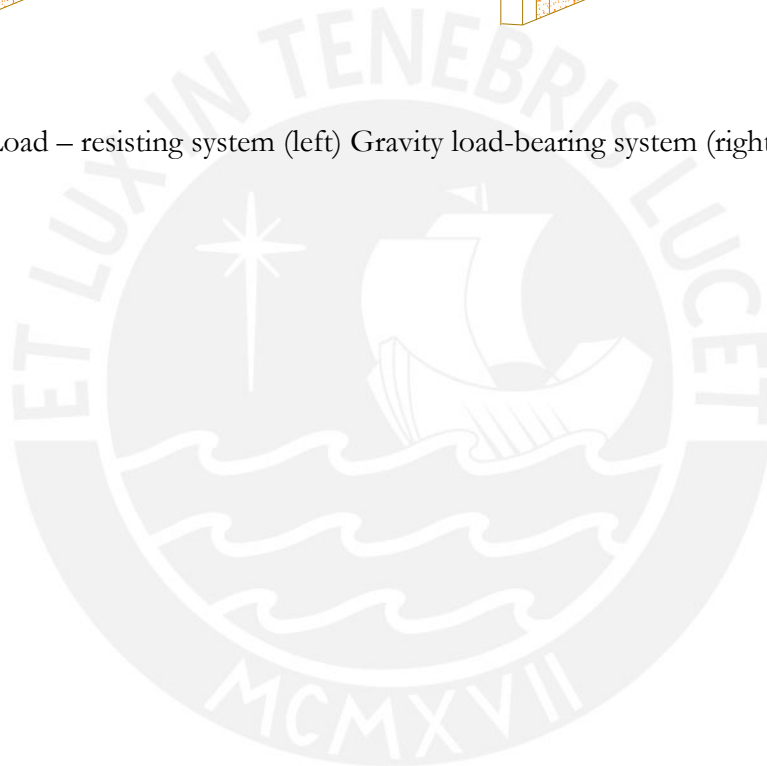 Load – resisting system (left) Gravity load-bearing system (right
ET LUX IN TENEBRIS LUCET
MCMXVII